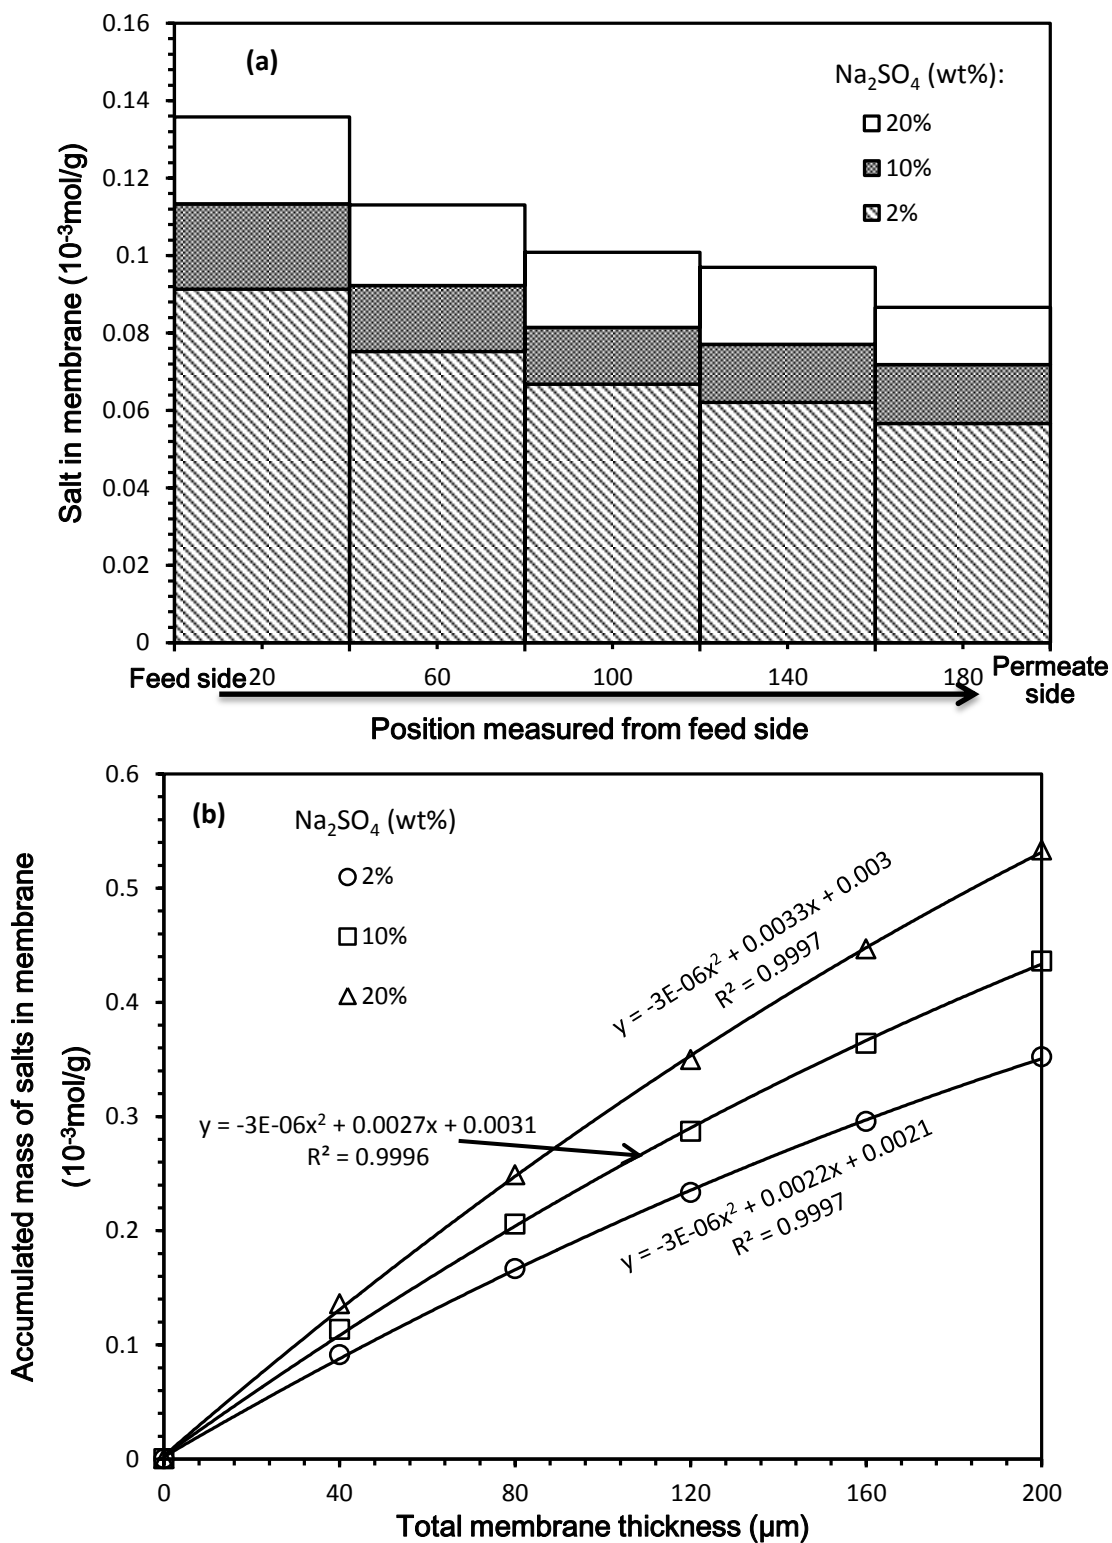 0.16
0.14
0.12
0.1
0.08
0.06
0.04
0.02
0
Salt in membrane (10⁻³mol/g)
(a)
Na₂SO₄ (wt%):
20%
10%
2%
Feed side 20 60 100 140 180 Permeate
side
Position measured from feed side
0.6
0.5
0.4
0.3
0.2
0.1
0
Accumulated mass of salts in membrane
(10⁻³mol/g)
(b)
Na₂SO₄ (wt%)
2%
10%
20%
y = -3E-06x² + 0.0033x + 0.003
R² = 0.9997
y = -3E-06x² + 0.0027x + 0.0031
R² = 0.9996
y = -3E-06x² + 0.0022x + 0.0021
R² = 0.9997
0 40 80 120 160 200
Total membrane thickness (µm)